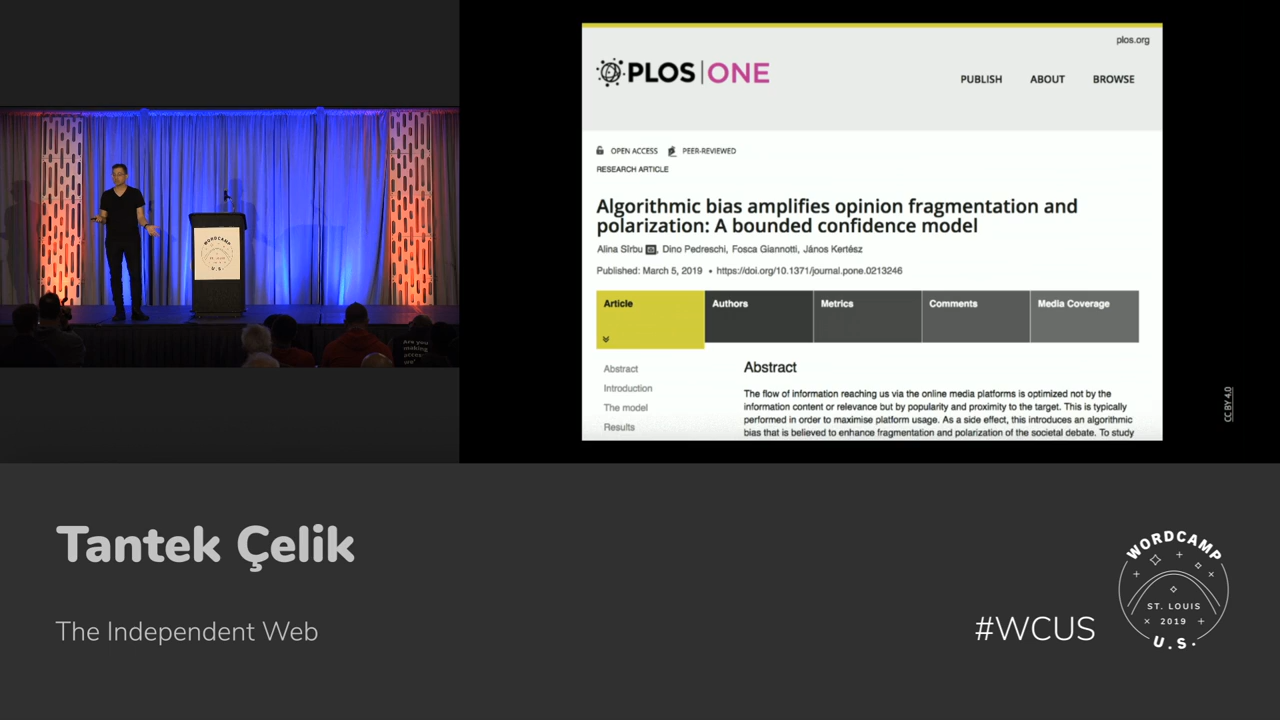 plos.org
PLOS ONE
PUBLISH ABOUT BROWSE
OPEN ACCESS PEER-REVIEWED
RESEARCH ARTICLE
Algorithmic bias amplifies opinion fragmentation and
polarization: A bounded confidence model
Alina Sîrbu, Dino Pedreschi, Fosca Giannotti, János Kertész
Published: March 5, 2019 • https://doi.org/10.1371/journal.pone.0213246
Article Authors Metrics Comments Media Coverage
Abstract
Introduction
The model
Results
Abstract
The flow of information reaching us via the online media platforms is optimized not by the
information content or relevance but by popularity and proximity to the target. This is typically
performed in order to maximise platform usage. As a side effect, this introduces an algorithmic
bias that is believed to enhance fragmentation and polarization of the societal debate. To study
CC BY 4.0
WORDCAMP
U.S.
Are you
making
Tantek Çelik
The Independent Web
#WCUS
WORDCAMP
ST. LOUIS
2019
U.S.